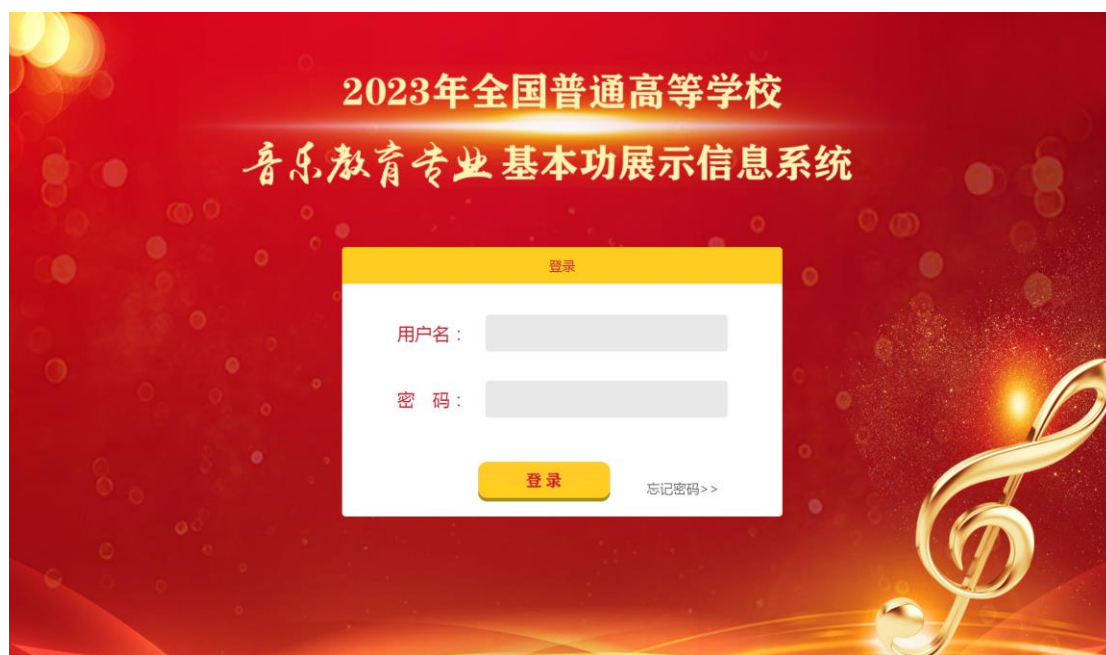 2023年全国普通高等学校
音乐教育专业基本功展示信息系统
登录
用户名：
密 码：
登录
忘记密码>>